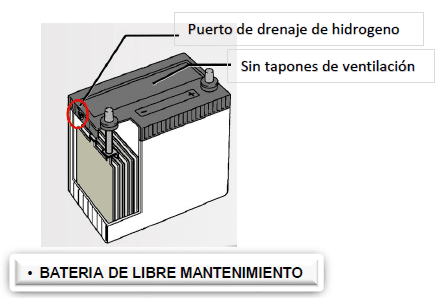 Puerto de drenaje de hidrogeno
Sin tapones de ventilación
• BATERIA DE LIBRE MANTENIMIENTO